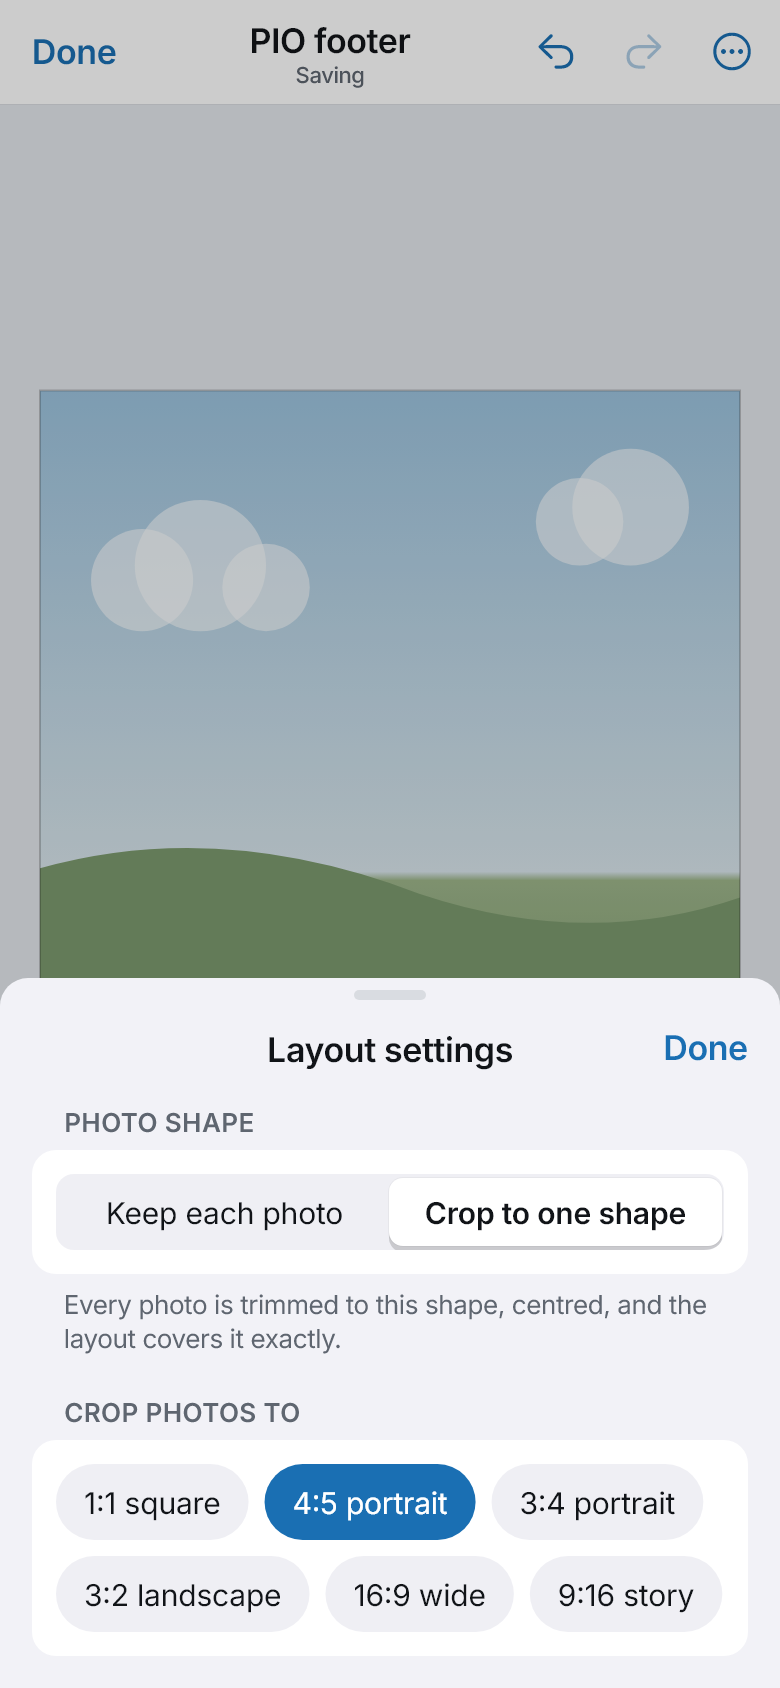 Done
PIO footer
Saving
Layout settings
Done
PHOTO SHAPE
Keep each photo
Crop to one shape
Every photo is trimmed to this shape, centred, and the
layout covers it exactly.
CROP PHOTOS TO
1:1 square
4:5 portrait
3:4 portrait
3:2 landscape
16:9 wide
9:16 story